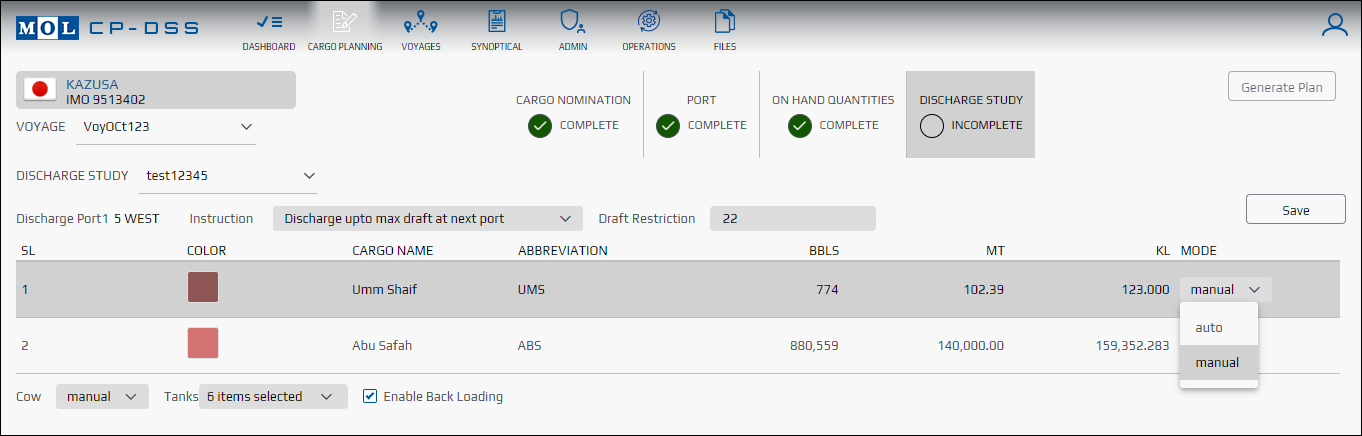 MOL CP-DSS
DASHBOARD CARGO PLANNING VOYAGES SYNOPTICAL ADMIN OPERATIONS FILES
KAZUSA
IMO 9513402
CARGO NOMINATION PORT ON HAND QUANTITIES DISCHARGE STUDY Generate Plan
VOYAGE VoyOCt123 COMPLETE COMPLETE COMPLETE INCOMPLETE
DISCHARGE STUDY test12345
Discharge Port1 5 WEST Instruction Discharge upto max draft at next port Draft Restriction 22 Save
SL COLOR CARGO NAME ABBREVIATION BBLS MT KL MODE
1 Umm Shaif UMS 774 102.39 123.000 manual
auto
2 Abu Safah ABS 880,559 140,000.00 159,352.283
manual
Cow manual Tanks 6 items selected Enable Back Loading